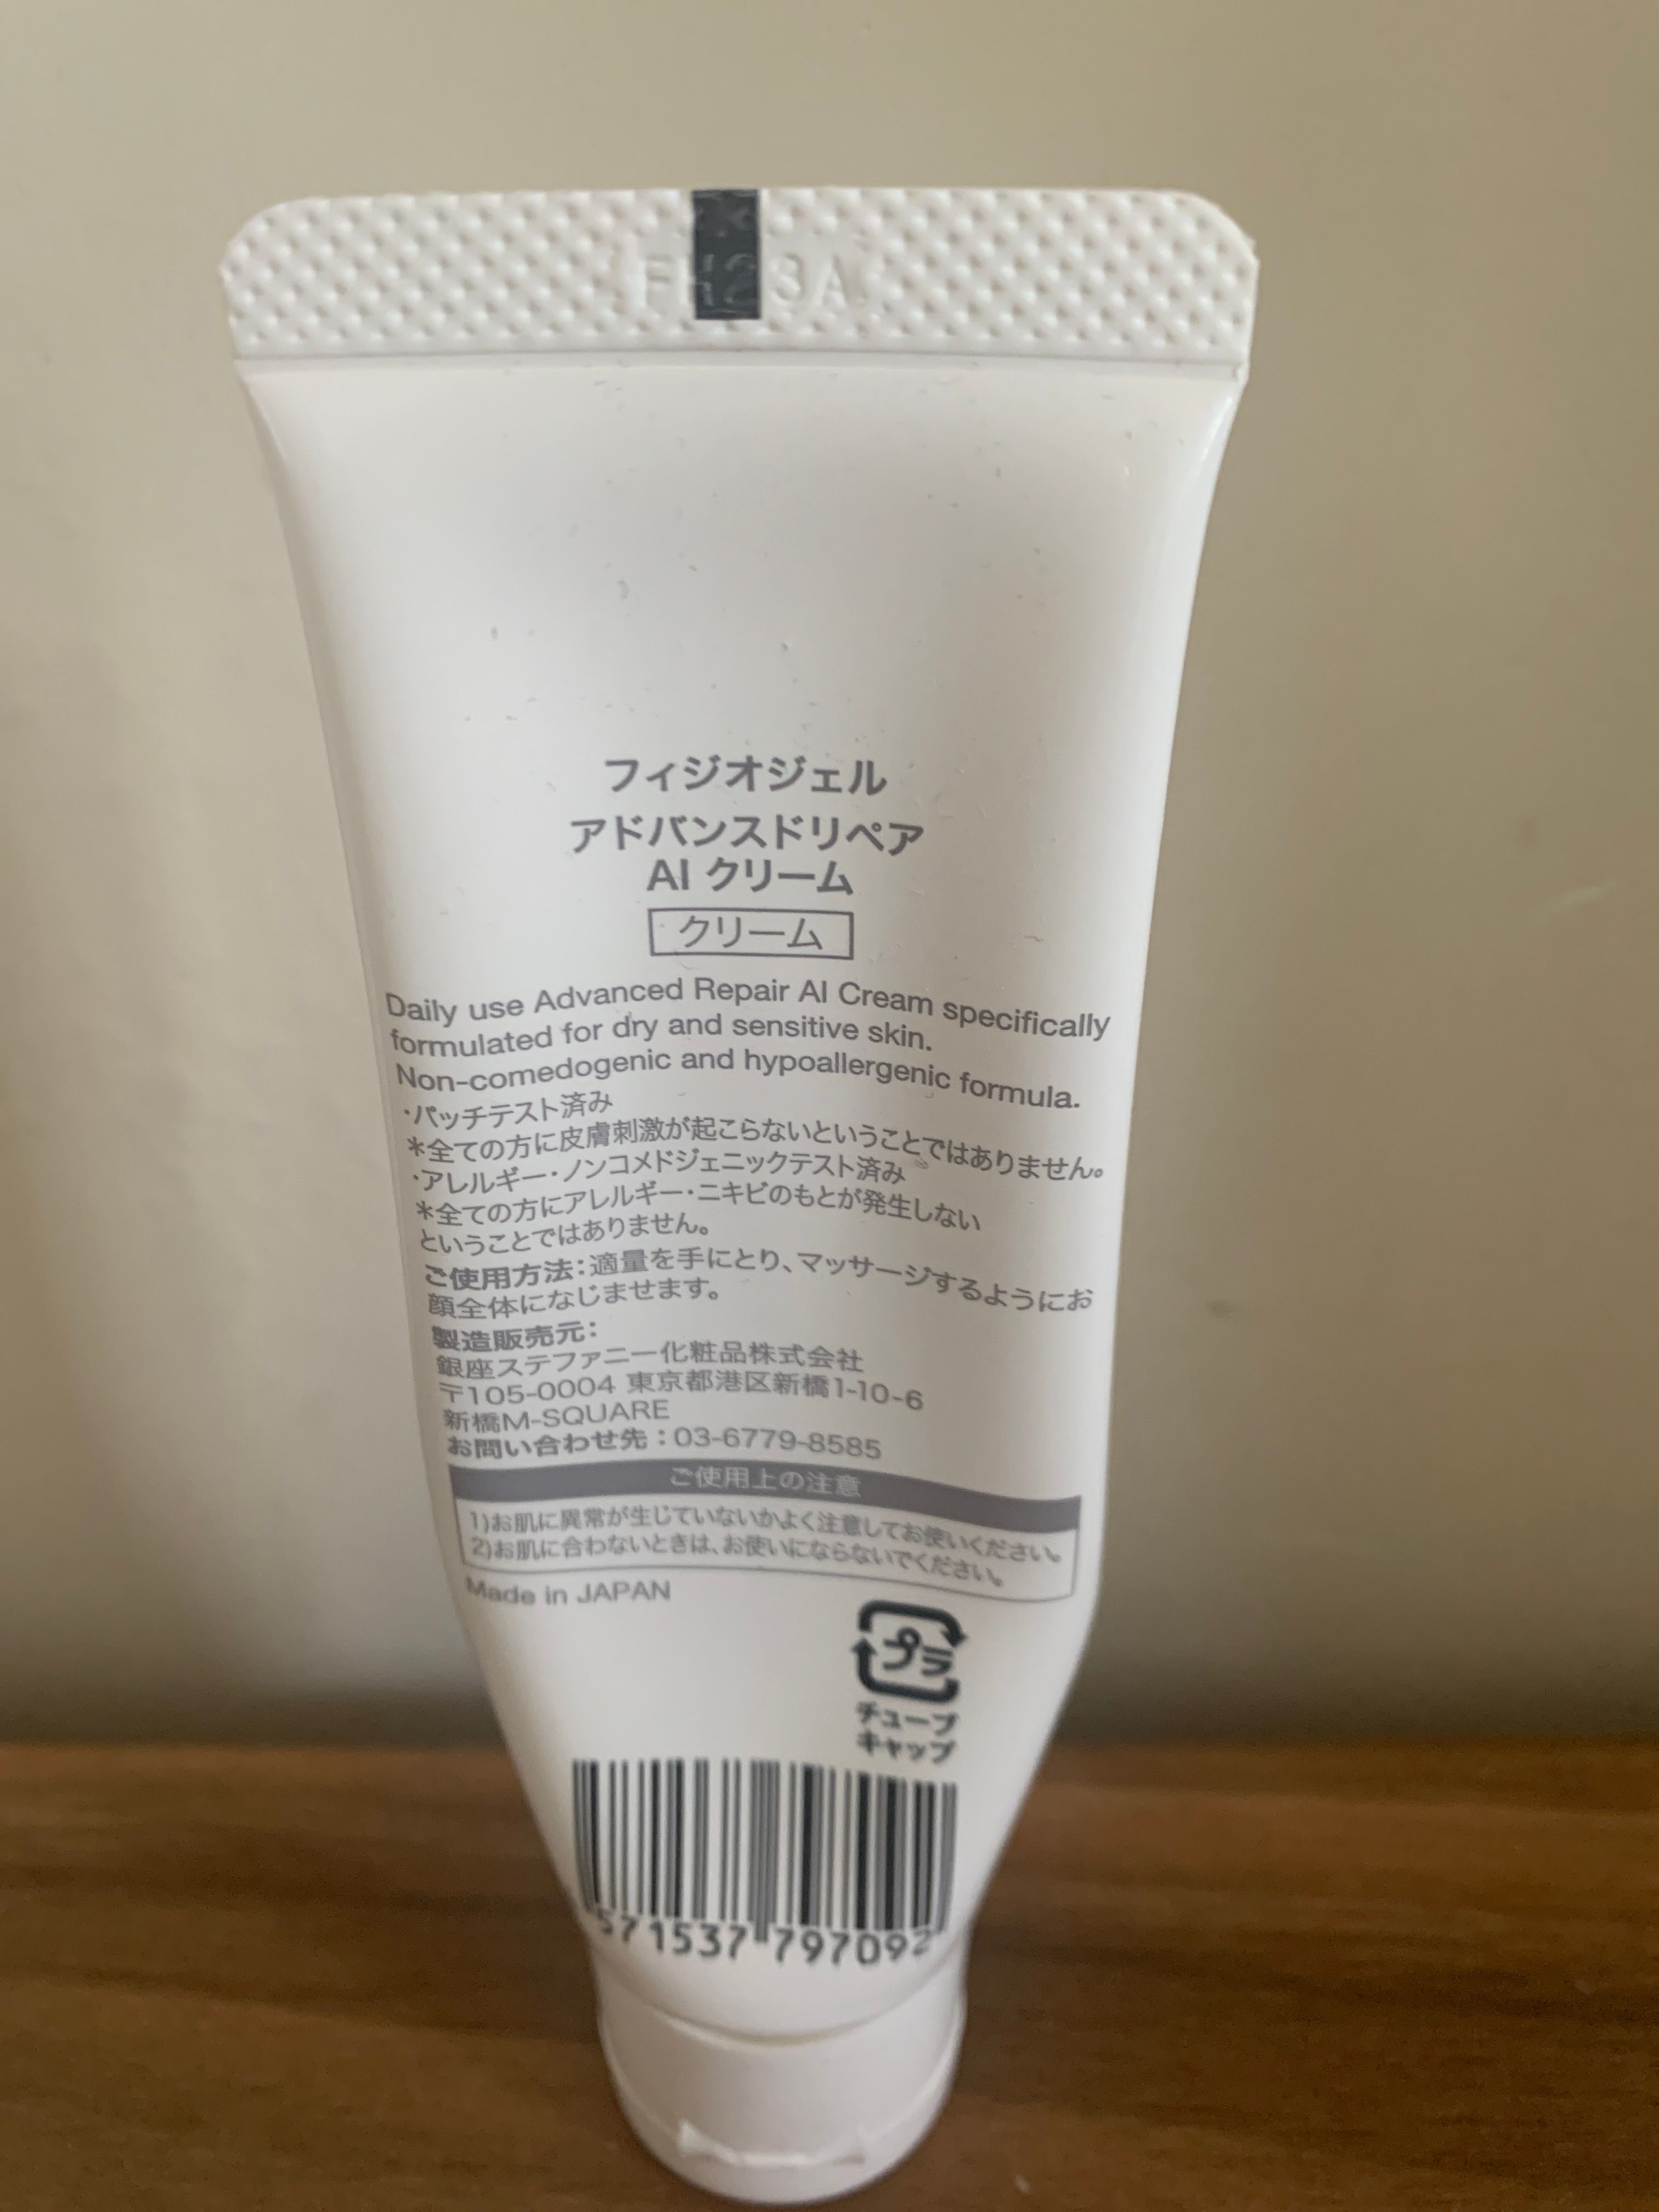 FH23A
フィジオジェル
アドバンスドリペア
AI クリーム
クリーム
Daily use Advanced Repair AI Cream specifically
formulated for dry and sensitive skin.
Non-comedogenic and hypoallergenic formula.
・パッチテスト済み
＊全ての方に皮膚刺激が起こらないということではありません。
・アレルギー・ノンコメドジェニックテスト済み
＊全ての方にアレルギー・ニキビのもとが発生しない
ということではありません。
ご使用方法：適量を手にとり、マッサージするようにお
顔全体になじませます。
製造販売元：
銀座ステファニー化粧品株式会社
〒105-0004 東京都港区新橋1-10-6
新橋M-SQUARE
お問い合わせ先：03-6779-8585
ご使用上の注意
1)お肌に異常が生じていないかよく注意してお使いください。
2)お肌に合わないときは、お使いにならないでください。
Made in JAPAN
プラ
チューブ
キャップ
571537 797092